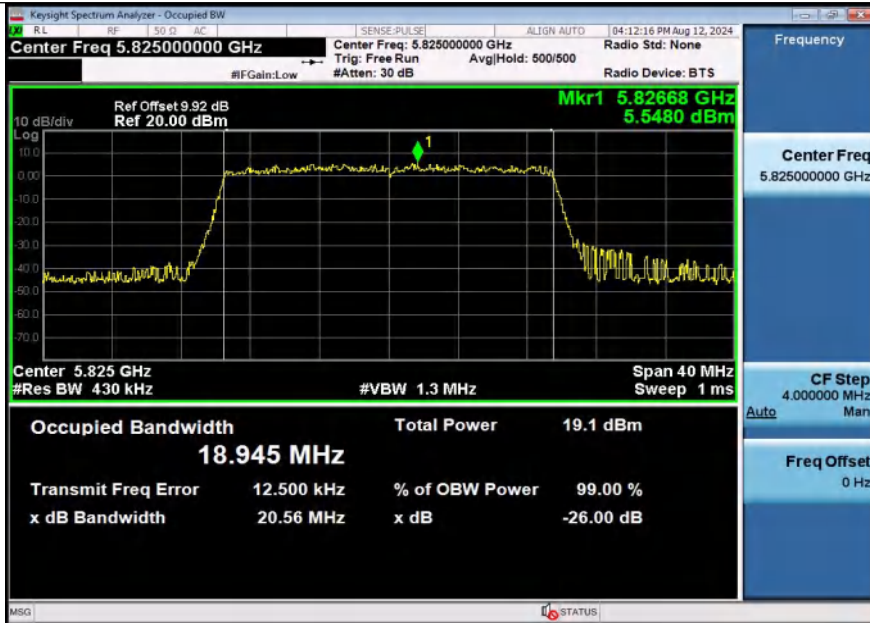 Keysight Spectrum Analyzer - Occupied BW
LXI RL RF 50 Ω AC SENSE:PULSE ALIGN AUTO 04:12:16 PM Aug 12, 2024
Center Freq 5.825000000 GHz
Center Freq: 5.825000000 GHz
Radio Std: None
Trig: Free Run
Avg|Hold: 500/500
#IFGain:Low
#Atten: 30 dB
Radio Device: BTS
Ref Offset 9.92 dB
10 dB/div Ref 20.00 dBm
Mkr1 5.82668 GHz
5.5480 dBm
Log
1
10.0
0.00
-10.0
-20.0
-30.0
-40.0
-50.0
-60.0
-70.0
Center 5.825 GHz
Span 40 MHz
#Res BW 430 kHz
#VBW 1.3 MHz
Sweep 1 ms
Occupied Bandwidth
18.945 MHz
Total Power 19.1 dBm
Transmit Freq Error 12.500 kHz
% of OBW Power 99.00 %
x dB Bandwidth 20.56 MHz
x dB -26.00 dB
Frequency
Center Freq
5.825000000 GHz
CF Step
4.000000 MHz
Auto Man
Freq Offset
0 Hz
MSG
STATUS